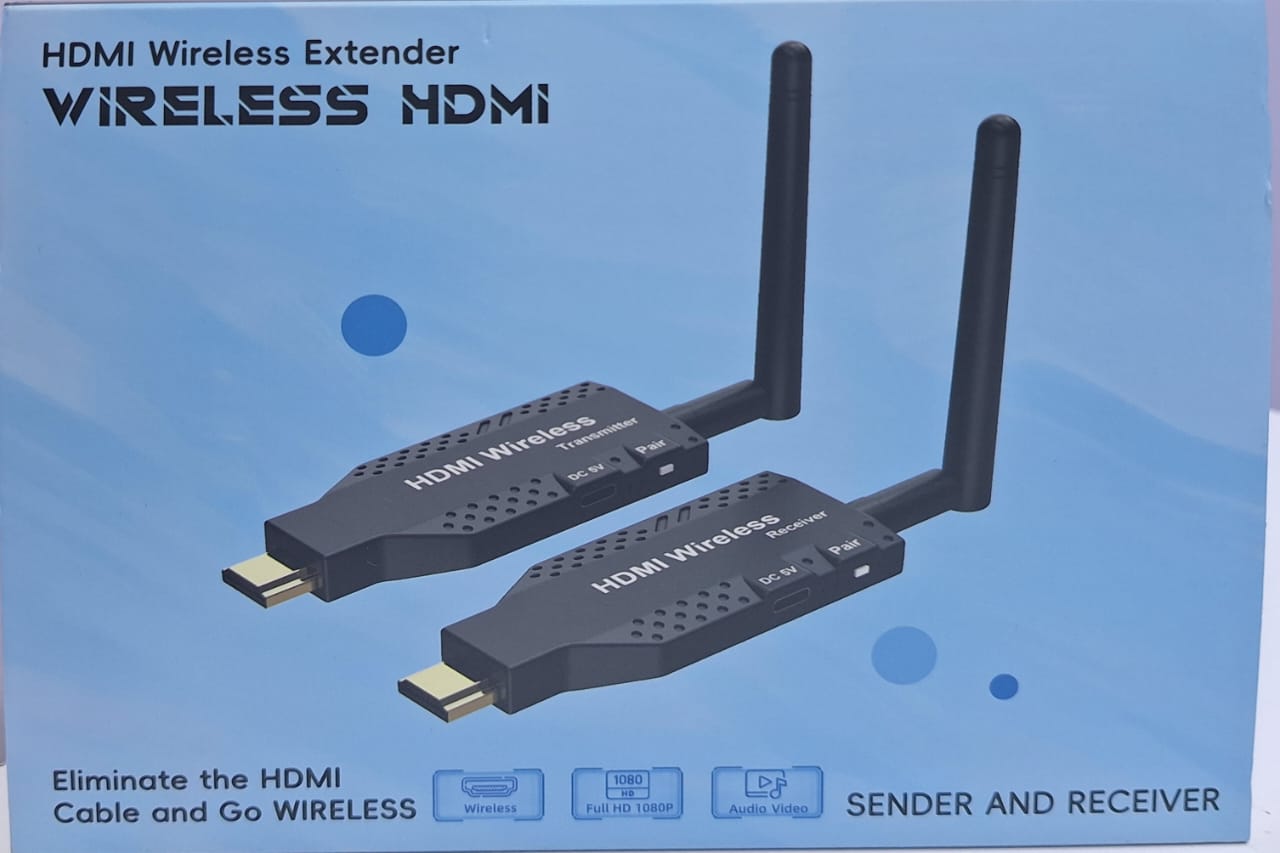 HDMI Wireless Extender
WIRELESS HDMI
HDMI Wireless
Transmitter
DC 5V
Pair
HDMI Wireless
Receiver
DC 5V
Pair
Eliminate the HDMI
Cable and Go WIRELESS
Wireless
1080
HD
Full HD 1080P
Audio Video
SENDER AND RECEIVER